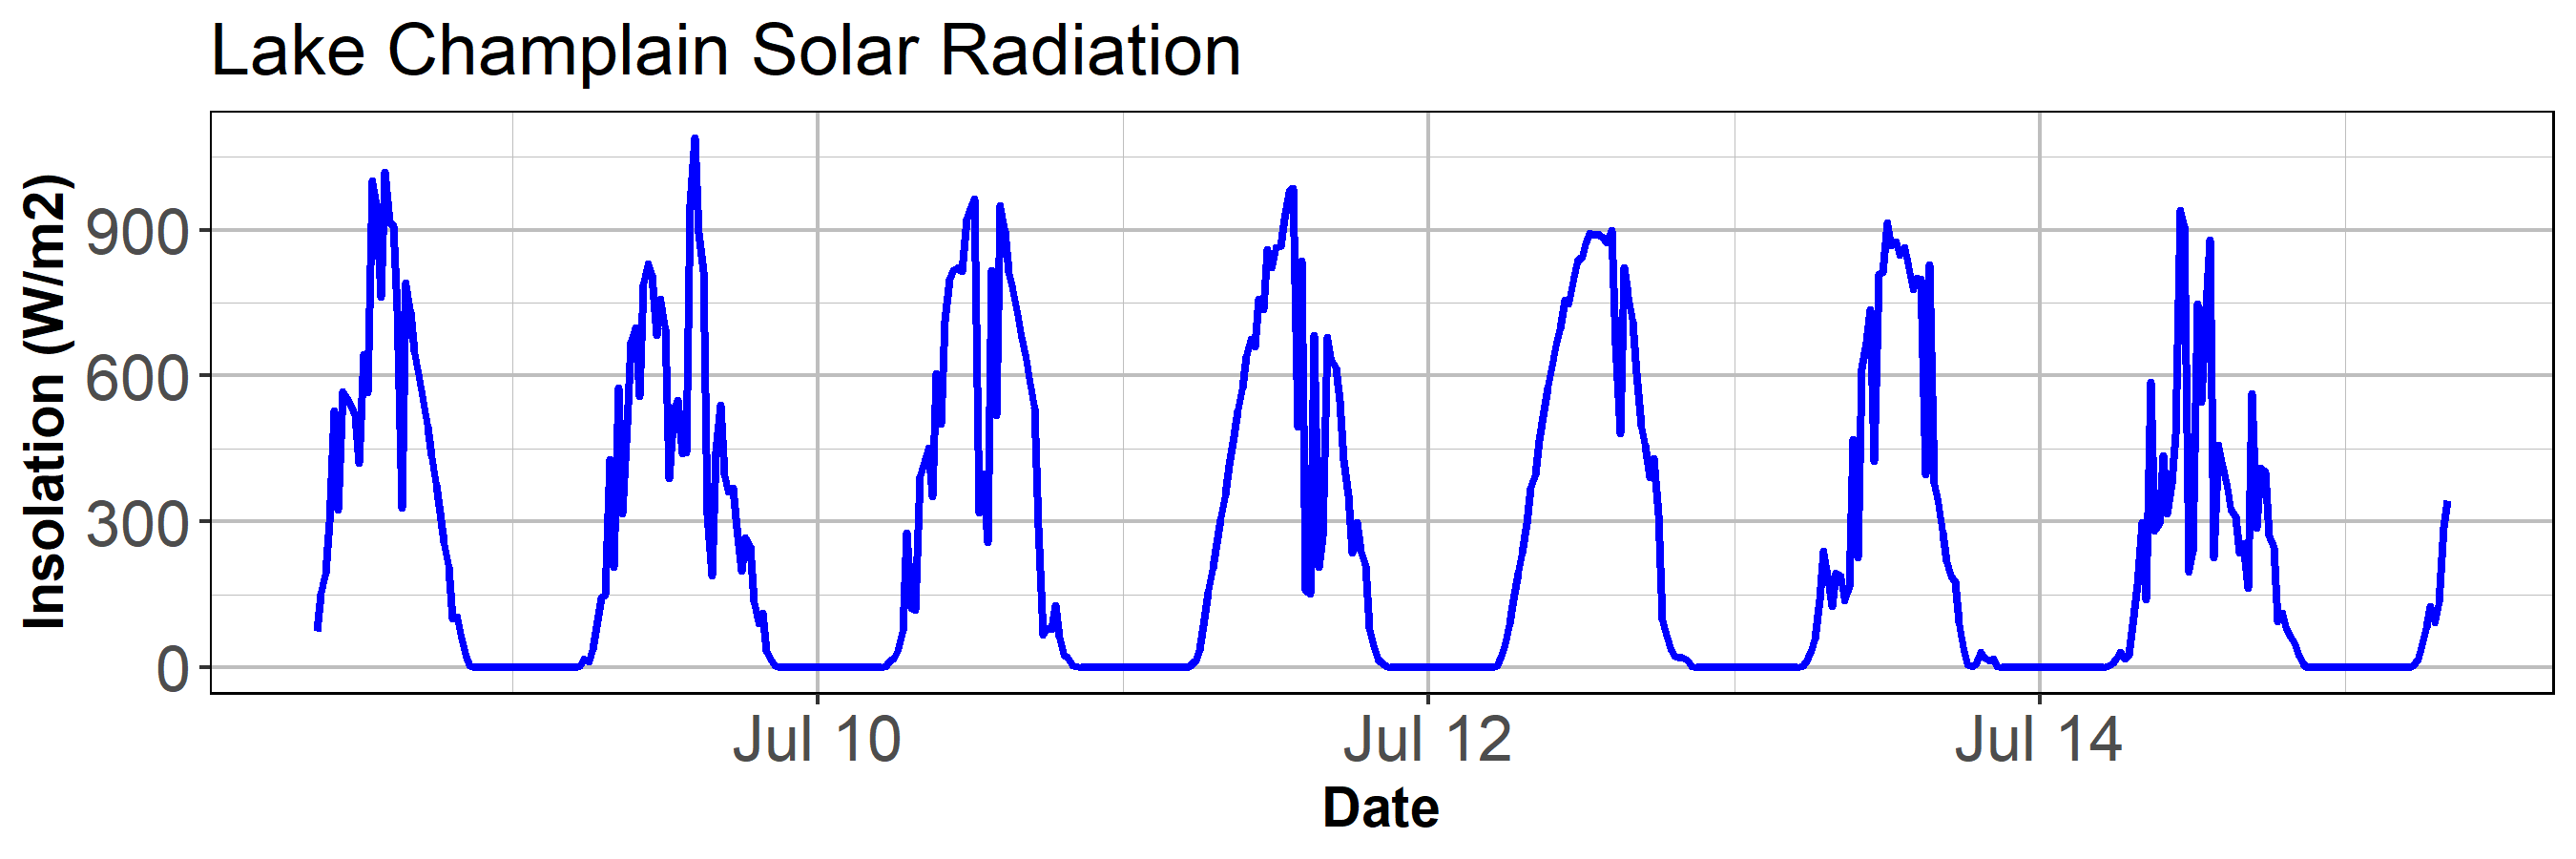 Lake Champlain Solar Radiation
Insolation (W/m2)
900
600
300
0
Jul 10
Jul 12
Jul 14
Date